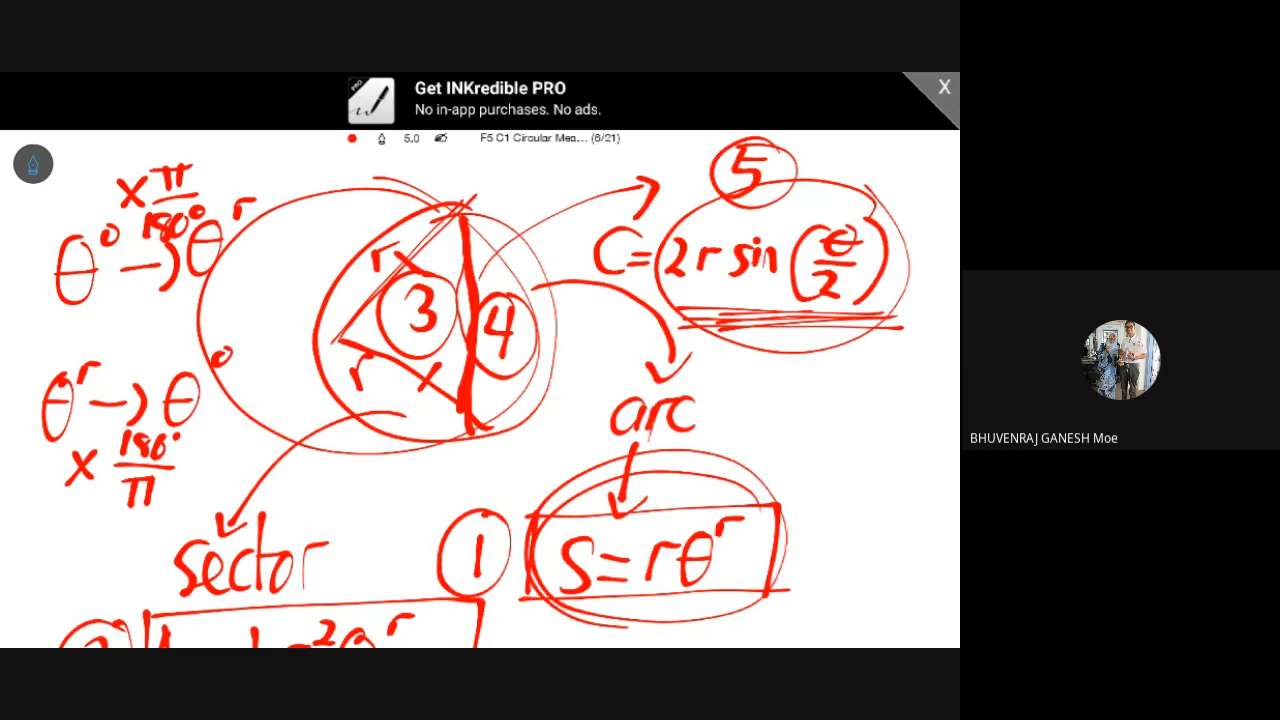 Get INKredible PRO
No in-app purchases. No ads.
X
5.0 F5 C1 Circular Mea... (6/21)
5
× π/180°
θ° → θʳ
C = 2 r sin (θ/2)
r
3
4
r
θʳ → θ°
× 180°/π
arc
sector
1
S = rθʳ
BHUVENRAJ GANESH Moe